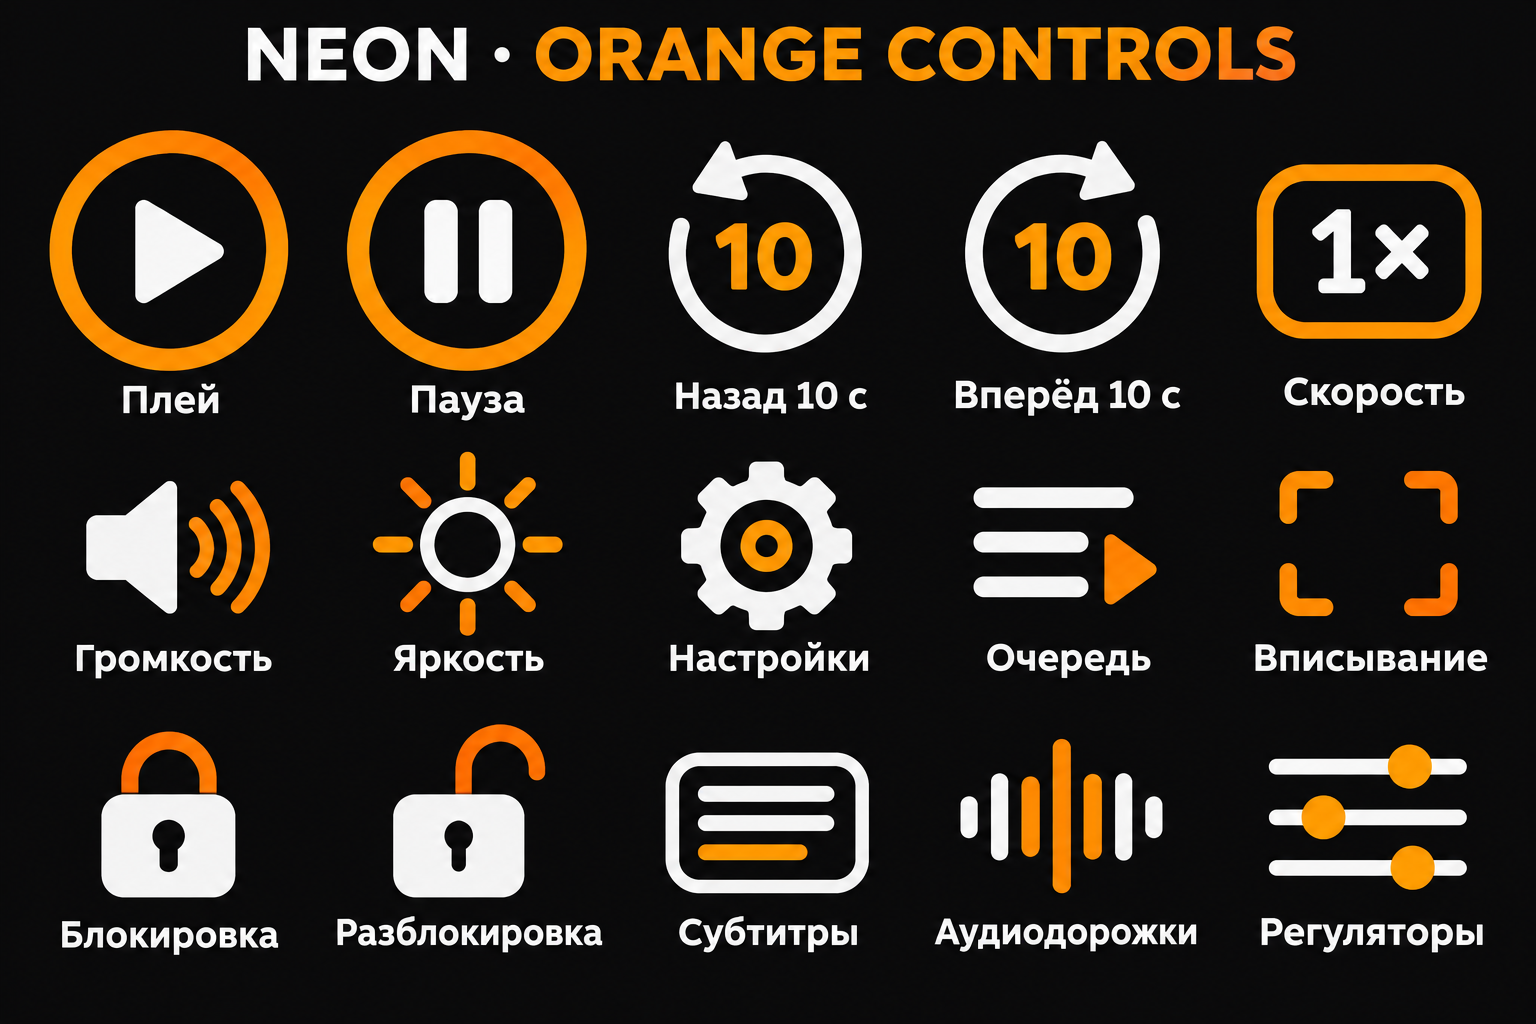 NEON · ORANGE CONTROLS
10
10
1×
Плей
Пауза
Назад 10 с
Вперёд 10 с
Скорость
Громкость
Яркость
Настройки
Очередь
Вписывание
Блокировка
Разблокировка
Субтитры
Аудиодорожки
Регуляторы